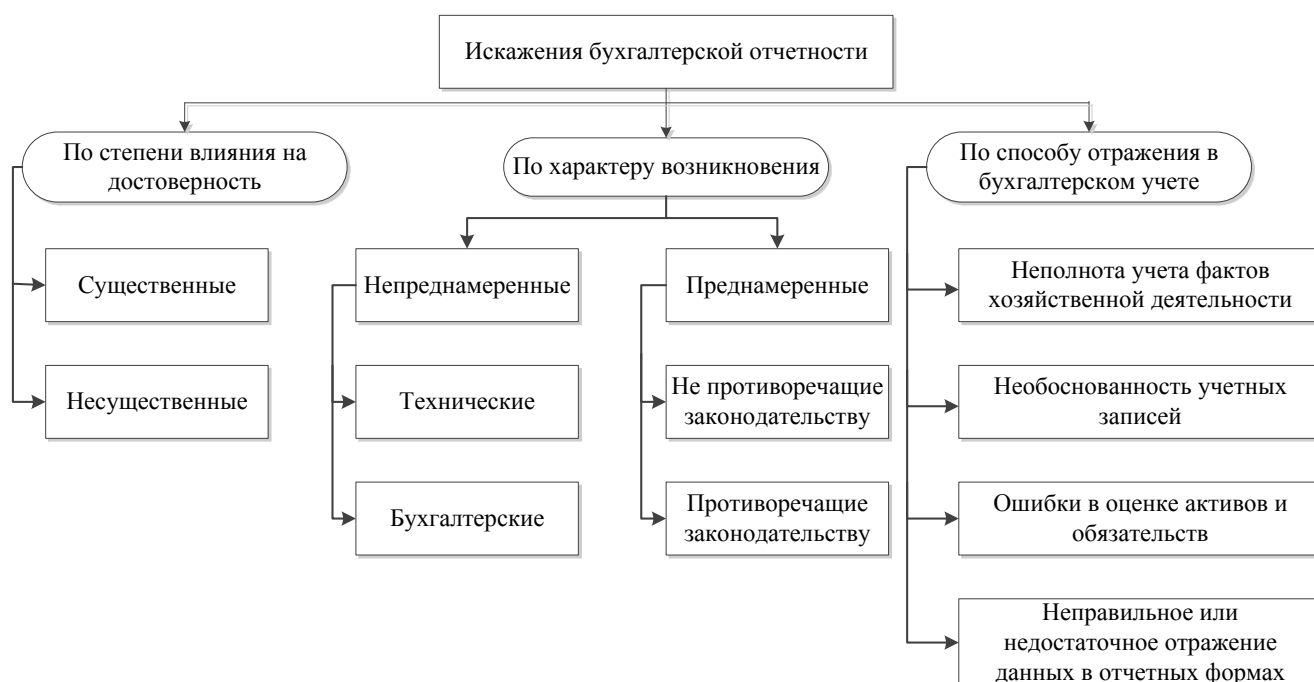 Искажения бухгалтерской отчетности
По степени влияния на
достоверность
По характеру возникновения
По способу отражения в
бухгалтерском учете
Существенные
Несущественные
Непреднамеренные
Технические
Бухгалтерские
Преднамеренные
Не противоречащие
законодательству
Противоречащие
законодательству
Неполнота учета фактов
хозяйственной деятельности
Необоснованность учетных
записей
Ошибки в оценке активов и
обязательств
Неправильное или
недостаточное отражение
данных в отчетных формах